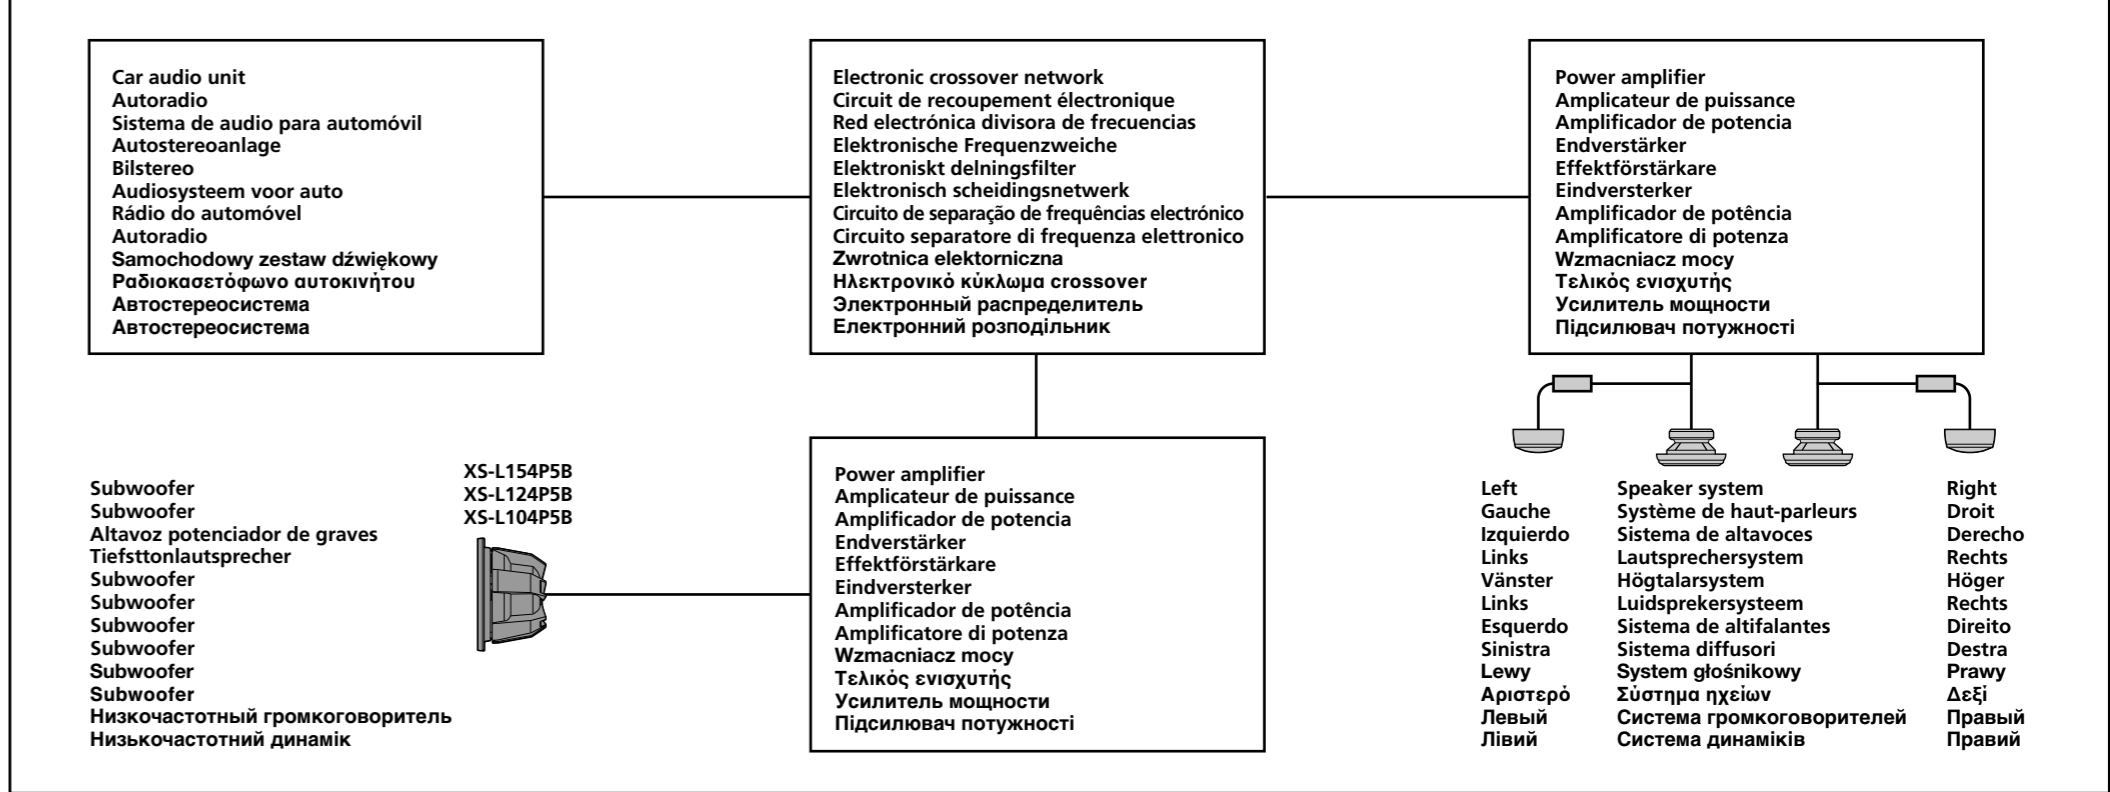 Car audio unit
Autoradio
Sistema de audio para automóvil
Autostereoanlage
Bilstereo
Audiosysteem voor auto
Rádio do automóvel
Autoradio
Samochodowy zestaw dźwiękowy
Ραδιοκασετόφωνο αυτοκινήτου
Автостереосистема
Автостереосистема
Electronic crossover network
Circuit de recoupement électronique
Red electrónica divisora de frecuencias
Elektronische Frequenzweiche
Elektroniskt delningsfilter
Elektronisch scheidingsnetwerk
Circuito de separação de frequências electrónico
Circuito separatore di frequenza elettronico
Zwrotnica elektorniczna
Ηλεκτρονικό κύκλωμα crossover
Электронный распределитель
Електронний розподільник
Power amplifier
Amplicateur de puissance
Amplificador de potencia
Endverstärker
Effektförstärkare
Eindversterker
Amplificador de potência
Amplificatore di potenza
Wzmacniacz mocy
Τελικός ενισχυτής
Усилитель мощности
Підсилювач потужності
Subwoofer
Subwoofer
Altavoz potenciador de graves
Tiefsttonlautsprecher
Subwoofer
Subwoofer
Subwoofer
Subwoofer
Subwoofer
Subwoofer
Низкочастотный громкоговоритель
Низькочастотний динамік
XS-L154P5B
XS-L124P5B
XS-L104P5B
Power amplifier
Amplicateur de puissance
Amplificador de potencia
Endverstärker
Effektförstärkare
Eindversterker
Amplificador de potência
Amplificatore di potenza
Wzmacniacz mocy
Τελικός ενισχυτής
Усилитель мощности
Підсилювач потужності
Left
Gauche
Izquierdo
Links
Vänster
Links
Esquerdo
Sinistra
Lewy
Αριστερό
Левый
Лівий
Speaker system
Système de haut-parleurs
Sistema de altavoces
Lautsprechersystem
Högtalarsystem
Luidsprekersysteem
Sistema de altifalantes
Sistema diffusori
System głośnikowy
Σύστημα ηχείων
Система громкоговорителей
Система динаміків
Right
Droit
Derecho
Rechts
Höger
Rechts
Direito
Destra
Prawy
Δεξί
Правый
Правий